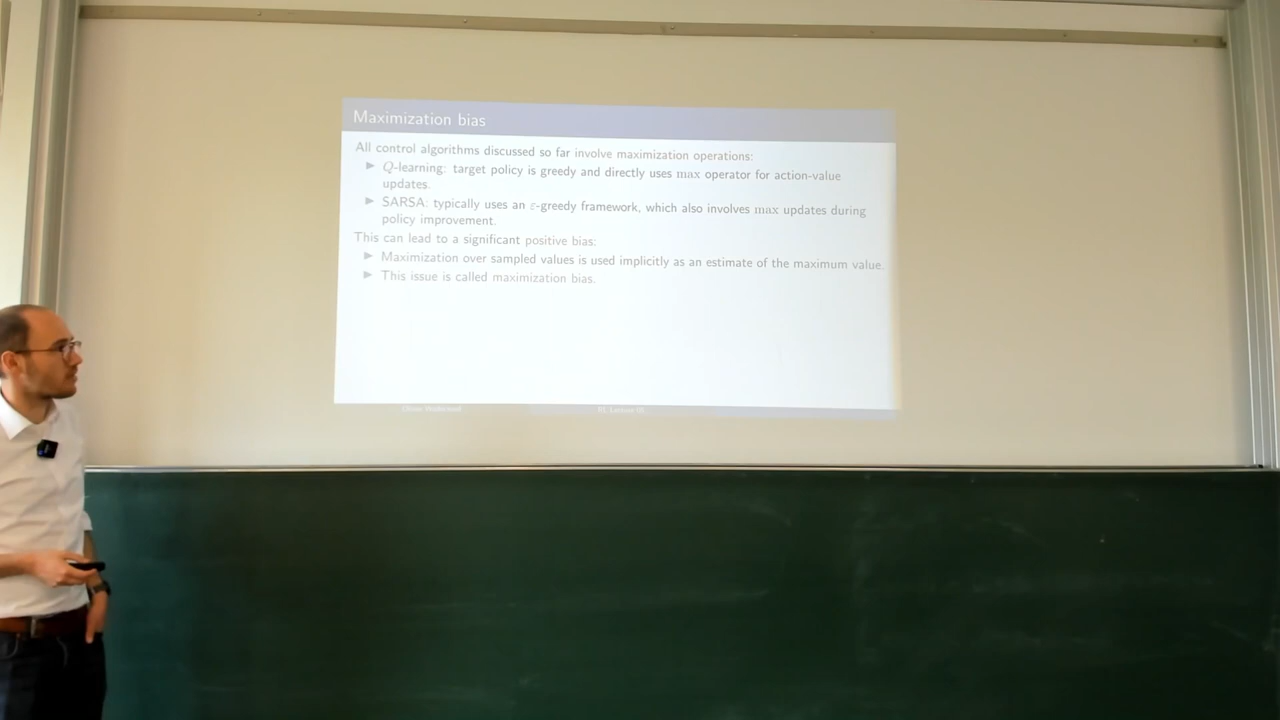 Maximization bias
All control algorithms discussed so far involve maximization operations:
Q-learning: target policy is greedy and directly uses max operator for action-value
updates.
SARSA: typically uses an ε-greedy framework, which also involves max updates during
policy improvement.
This can lead to a significant positive bias:
Maximization over sampled values is used implicitly as an estimate of the maximum value.
This issue is called maximization bias.